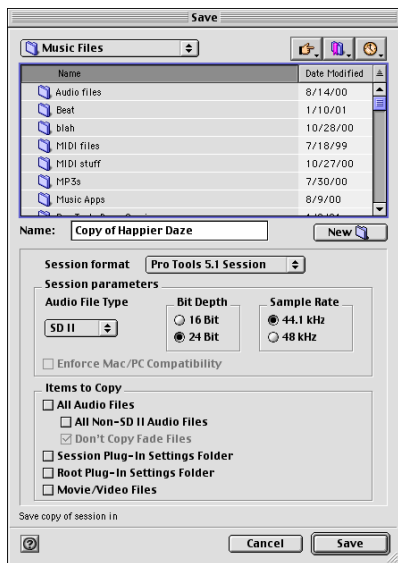 Save
Music Files
Name Date Modified
Audio files 8/14/00
Beat 1/10/01
blah 10/28/00
MIDI files 7/18/99
MIDI stuff 10/27/00
MP3s 7/30/00
Music Apps 8/9/00
Name: Copy of Happier Daze New
Session format Pro Tools 5.1 Session
Session parameters
Audio File Type Bit Depth Sample Rate
SD II 16 Bit 44.1 kHz
24 Bit 48 kHz
Enforce Mac/PC Compatibility
Items to Copy
All Audio Files
All Non-SD II Audio Files
Don't Copy Fade Files
Session Plug-In Settings Folder
Root Plug-In Settings Folder
Movie/Video Files
Save copy of session in
? Cancel Save